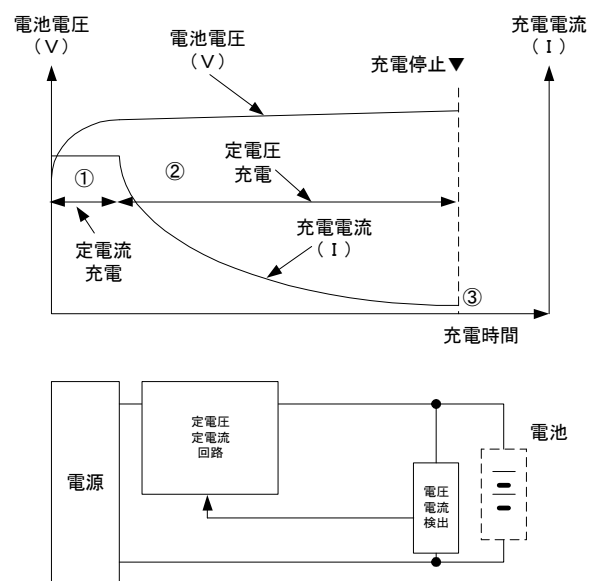 電池電圧
(V)
電池電圧
(V)
充電停止▼
充電電流
(I)
①
②
定電圧
充電
定電流
充電
充電電流
(I)
③
充電時間
電源
定電圧
定電流
回路
電圧
電流
検出
電池